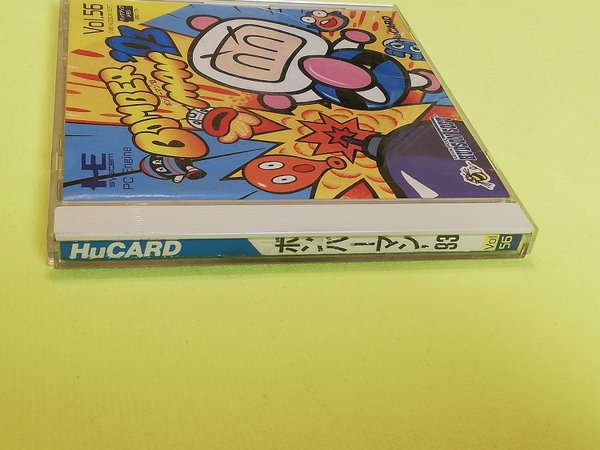 Vol.56
BOMBER
MAN '93
HuCARD
HE
system
PC Engine
HUDSON SOFT
HuCARD
ボンバーマン'93
Vol
56